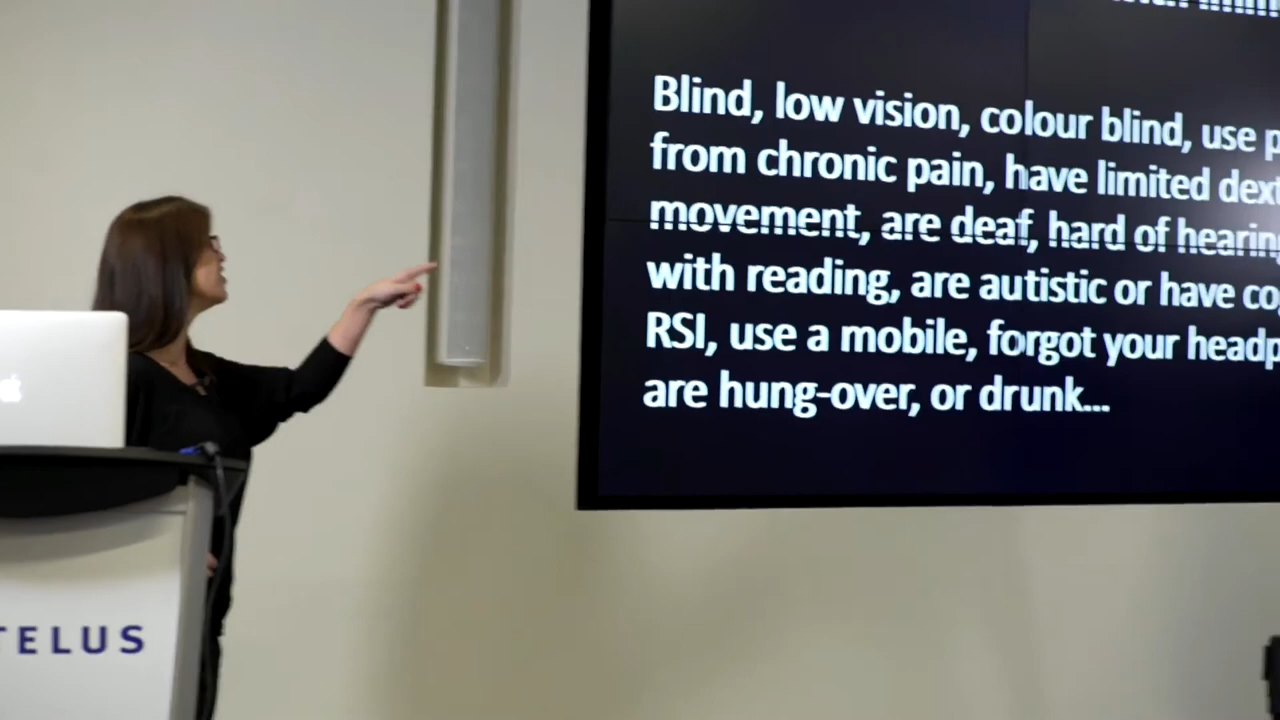 Blind, low vision, colour blind, use
from chronic pain, have limited
movement, are deaf, hard of hearing
with reading, are autistic or have
RSI, use a mobile, forgot your
are hung-over, or drunk...
TELUS